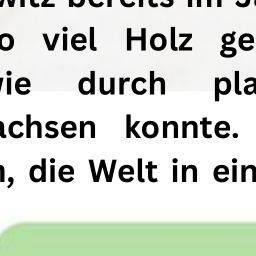 witz bereits im
o viel Holz ge
wie durch pla
achsen konnte.
n, die Welt in ein